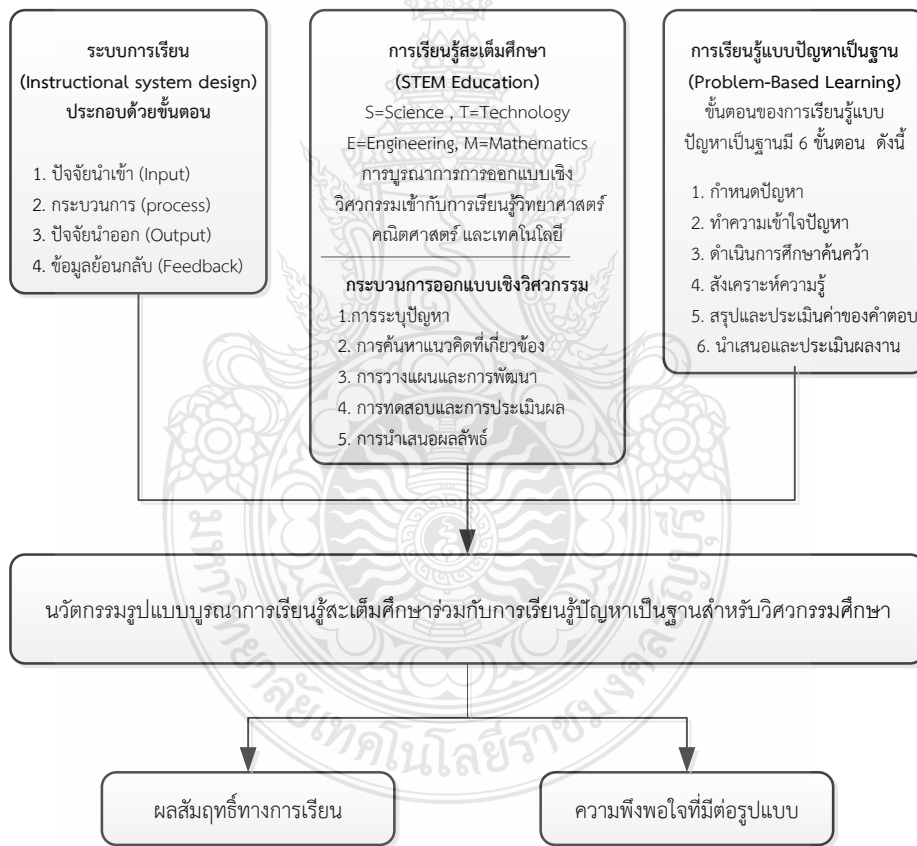 ระบบการเรียน
(Instructional system design)
ประกอบด้วยขั้นตอน
1. ปัจจัยนำเข้า (Input)
2. กระบวนการ (process)
3. ปัจจัยนำออก (Output)
4. ข้อมูลย้อนกลับ (Feedback)
การเรียนรู้สะเต็มศึกษา
(STEM Education)
S=Science , T=Technology
E=Engineering, M=Mathematics
การบูรณาการการออกแบบเชิง
วิศวกรรมเข้ากับการเรียนรู้วิทยาศาสตร์
คณิตศาสตร์ และเทคโนโลยี
กระบวนการออกแบบเชิงวิศวกรรม
1.การระบุปัญหา
2. การค้นหาแนวคิดที่เกี่ยวข้อง
3. การวางแผนและการพัฒนา
4. การทดสอบและการประเมินผล
5. การนำเสนอผลลัพธ์
การเรียนรู้แบบปัญหาเป็นฐาน
(Problem-Based Learning)
ขั้นตอนของการเรียนรู้แบบ
ปัญหาเป็นฐานมี 6 ขั้นตอน ดังนี้
1. กำหนดปัญหา
2. ทำความเข้าใจปัญหา
3. ดำเนินการศึกษาค้นคว้า
4. สังเคราะห์ความรู้
5. สรุปและประเมินค่าของคำตอบ
6. นำเสนอและประเมินผลงาน
นวัตกรรมรูปแบบบูรณาการเรียนรู้สะเต็มศึกษาร่วมกับการเรียนรู้ปัญหาเป็นฐานสำหรับวิศวกรรมศึกษา
มหาวิทยาลัยเทคโนโลยีราชมงคลธัญบุรี
ผลสัมฤทธิ์ทางการเรียน
ความพึงพอใจที่มีต่อรูปแบบ